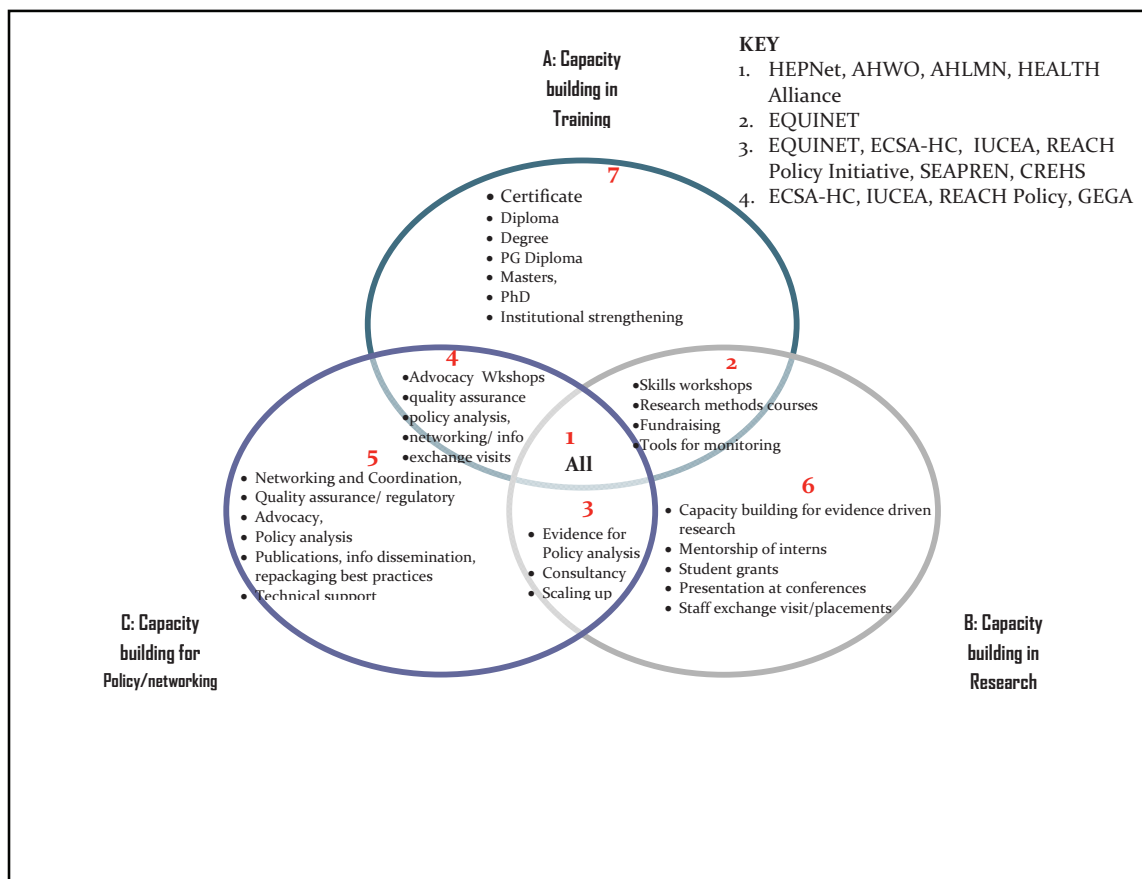 A: Capacity
building in
Training
KEY
1. HEPNet, AHWO, AHLMN, HEALTH
Alliance
2. EQUINET
3. EQUINET, ECSA-HC, IUCEA, REACH
Policy Initiative, SEAPREN, CREHS
4. ECSA-HC, IUCEA, REACH Policy, GEGA
7
• Certificate
• Diploma
• Degree
• PG Diploma
• Masters,
• PhD
• Institutional strengthening
4
•Advocacy Wkshops
•quality assurance
•policy analysis,
•networking/ info
•exchange visits
2
•Skills workshops
•Research methods courses
•Fundraising
•Tools for monitoring
1
All
5
• Networking and Coordination,
• Quality assurance/ regulatory
• Advocacy,
• Policy analysis
• Publications, info dissemination,
repackaging best practices
• Technical support
3
• Evidence for
Policy analysis
• Consultancy
• Scaling up
6
• Capacity building for evidence driven
research
• Mentorship of interns
• Student grants
• Presentation at conferences
• Staff exchange visit/placements
C: Capacity
building for
Policy/networking
B: Capacity
building in
Research